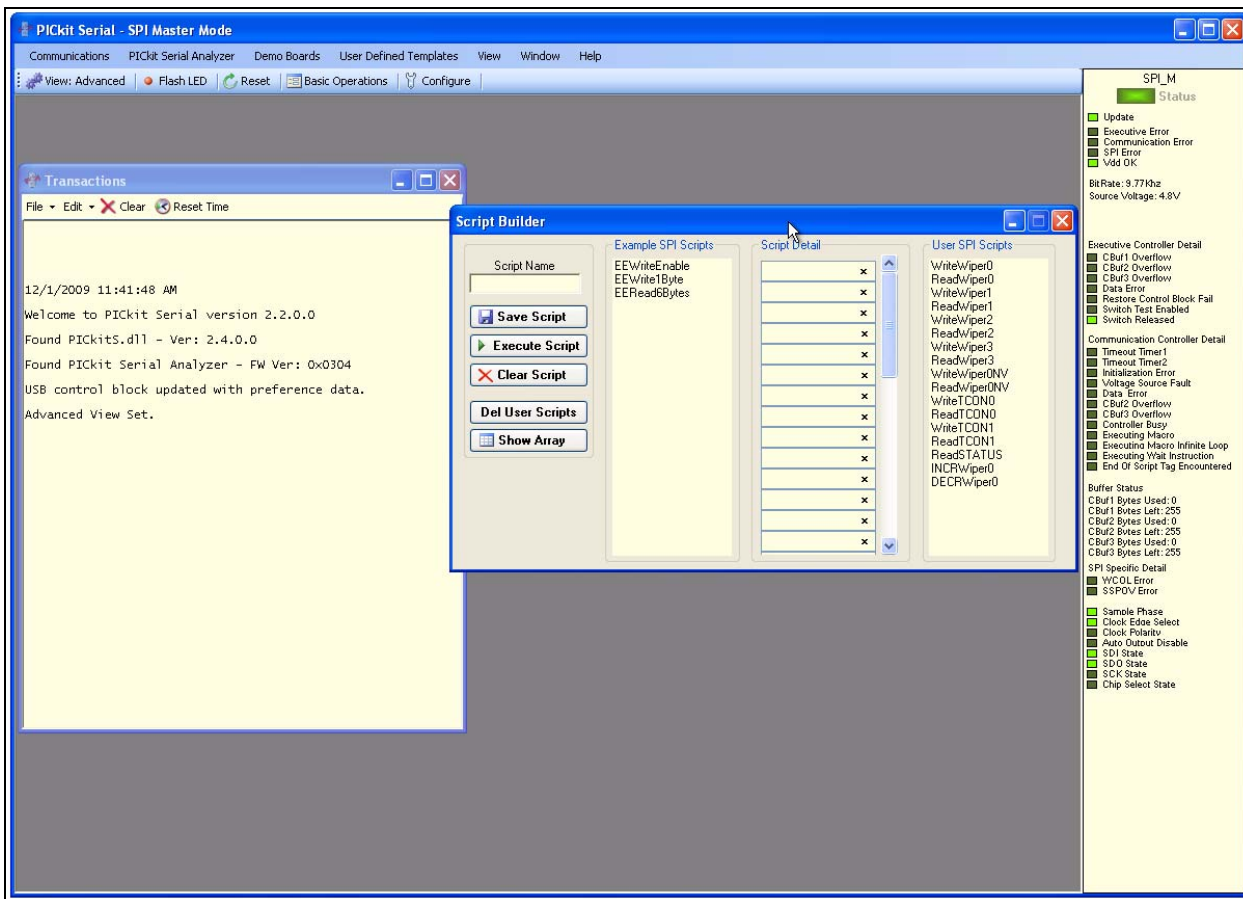 PICkit Serial - SPI Master Mode
Communications PICkit Serial Analyzer Demo Boards User Defined Templates View Window Help
View: Advanced Flash LED Reset Basic Operations Configure
Transactions
File Edit Clear Reset Time
12/1/2009 11:41:48 AM
Welcome to PICkit Serial version 2.2.0.0
Found PICkitS.dll - Ver: 2.4.0.0
Found PICkit Serial Analyzer - FW Ver: 0x0304
USB control block updated with preference data.
Advanced View Set.
Script Builder
Script Name
Save Script
Execute Script
Clear Script
Del User Scripts
Show Array
Example SPI Scripts
EEWriteEnable
EEWrite1Byte
EERead6Bytes
Script Detail
User SPI Scripts
WriteWiper0
ReadWiper0
WriteWiper1
ReadWiper1
WriteWiper2
ReadWiper2
WriteWiper3
ReadWiper3
WriteWiper0NV
ReadWiper0NV
WriteTCON0
ReadTCON0
WriteTCON1
ReadTCON1
ReadSTATUS
INCRWiper0
DECRWiper0
SPI_M
Status
Update
Executive Error
Communication Error
SPI Error
Vdd OK
BitRate: 9.77Khz
Source Voltage: 4.8V
Executive Controller Detail
CBuf1 Overflow
CBuf2 Overflow
CBuf3 Overflow
Data Error
Restore Control Block Fail
Switch Test Enabled
Switch Released
Communication Controller Detail
Timeout Timer1
Timeout Timer2
Initialization Error
Voltage Source Fault
Data Error
CBuf2 Overflow
CBuf3 Overflow
Controller Busy
Executing Macro
Executing Macro Infinite Loop
Executing Wait Instruction
End Of Script Tag Encountered
Buffer Status
CBuf1 Bytes Used: 0
CBuf1 Bytes Left: 255
CBuf2 Bytes Used: 0
CBuf2 Bytes Left: 255
CBuf3 Bytes Used: 0
CBuf3 Bytes Left: 255
SPI Specific Detail
WCOL Error
SSPOV Error
Sample Phase
Clock Edge Select
Clock Polarity
Auto Output Disable
SDI State
SDO State
SCK State
Chip Select State